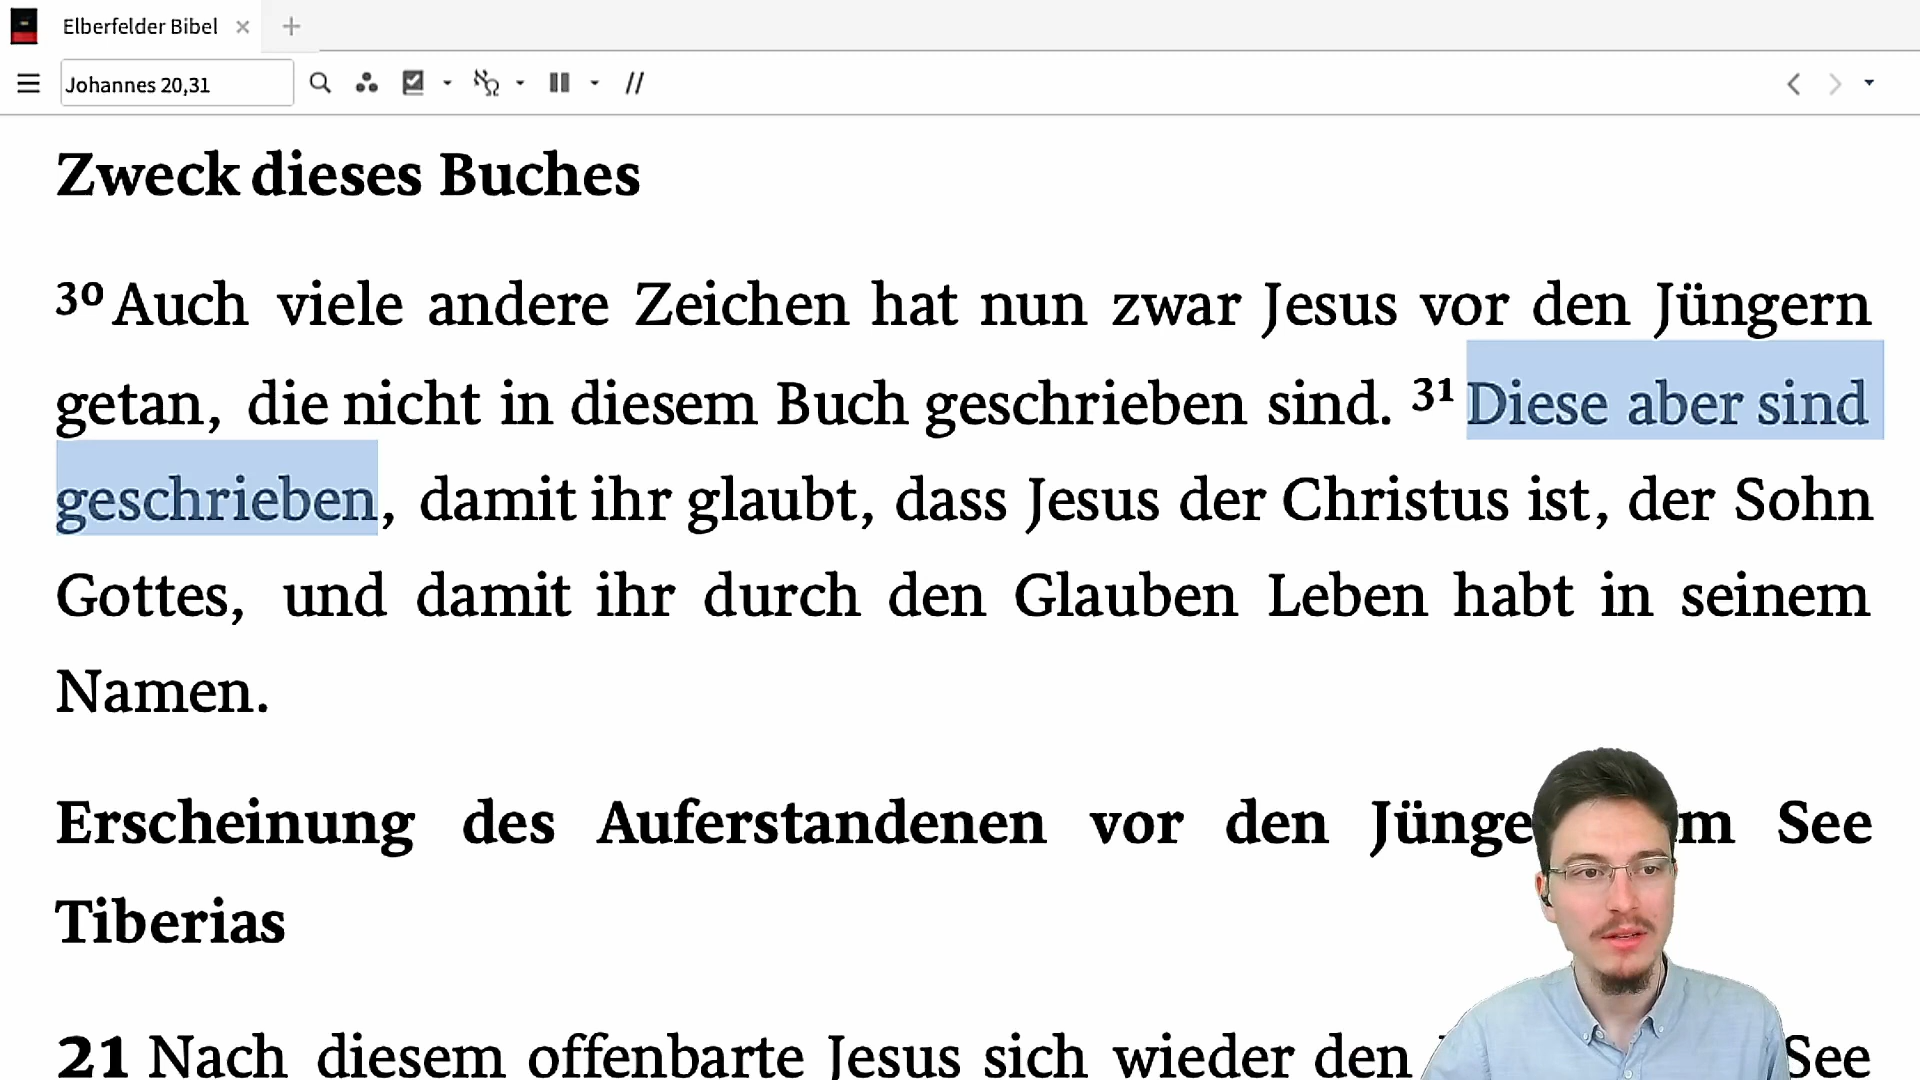 Elberfelder Bibel
Johannes 20,31
Zweck dieses Buches
30 Auch viele andere Zeichen hat nun zwar Jesus vor den Jüngern
getan, die nicht in diesem Buch geschrieben sind. 31 Diese aber sind
geschrieben, damit ihr glaubt, dass Jesus der Christus ist, der Sohn
Gottes, und damit ihr durch den Glauben Leben habt in seinem
Namen.
Erscheinung des Auferstandenen vor den See
Tiberias
21 Nach diesem offenbarte Jesus sich wieder den See